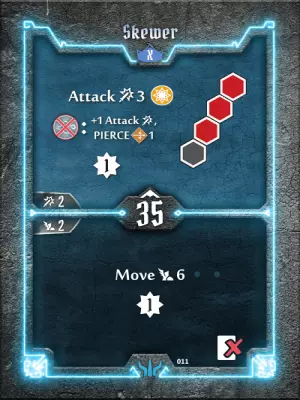 Skewer
X
Attack 3
+1 Attack,
PIERCE 1
1
2
35
2
Move 6
1
011